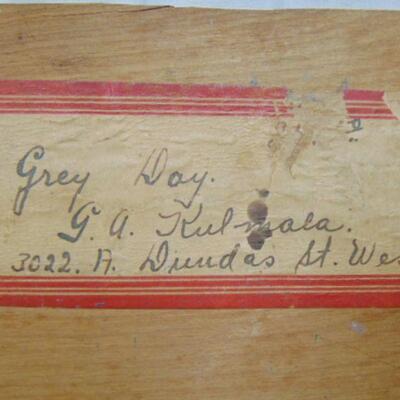 Grey Day.
G. A. Kulmala.
3022. A. Dundas St. Wes